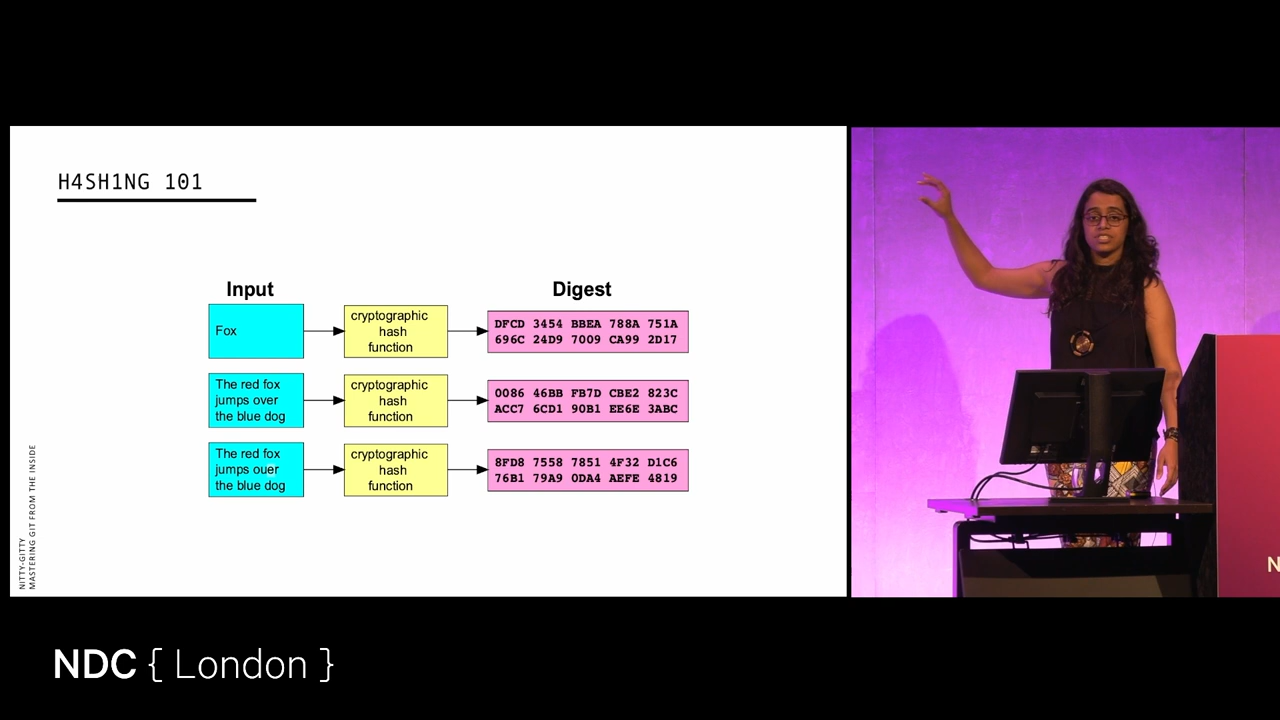 H4SH1NG 101
Input
Digest
Fox
cryptographic
hash
function
DFCD 3454 BBEA 788A 751A
696C 24D9 7009 CA99 2D17
The red fox
jumps over
the blue dog
cryptographic
hash
function
0086 46BB FB7D CBE2 823C
ACC7 6CD1 90B1 EE6E 3ABC
The red fox
jumps ouer
the blue dog
cryptographic
hash
function
8FD8 7558 7851 4F32 D1C6
76B1 79A9 0DA4 AEFE 4819
NITTY-GITTY
MASTERING GIT FROM THE INSIDE
N
NDC { London }